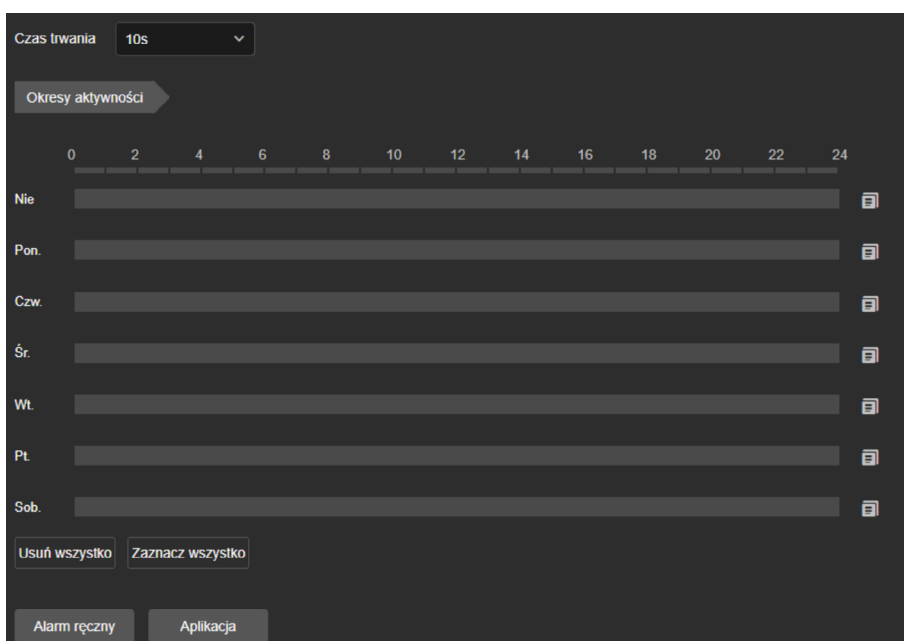 Czas trwania 10s
Okresy aktywności
0 2 4 6 8 10 12 14 16 18 20 22 24
Nie
Pon.
Czw.
Śr.
Wt.
Pt.
Sob.
Usuń wszystko Zaznacz wszystko
Alarm ręczny Aplikacja